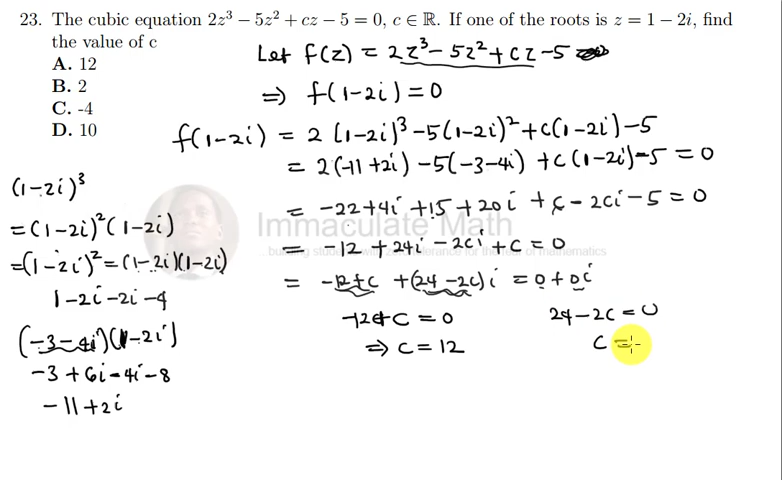 23. The cubic equation 2z³ − 5z² + cz − 5 = 0, c ∈ ℝ. If one of the roots is z = 1 − 2i, find
the value of c
A. 12
B. 2
C. -4
D. 10
Let f(z) = 2z³ − 5z² + cz − 5
⇒ f(1−2i) = 0
f(1−2i) = 2(1−2i)³ − 5(1−2i)² + c(1−2i) − 5
= 2(−11+2i) − 5(−3−4i) + c(1−2i) − 5 = 0
= −22+4i + 15 + 20i + c − 2ci − 5 = 0
= −12 + 24i − 2ci + c = 0
= −12+c + (24−2c)i = 0 + 0i
−12+c = 0
⇒ c = 12
24 − 2c = 0
c =
(1−2i)³
= (1−2i)²(1−2i)
= (1−2i)² = (1−2i)(1−2i)
1−2i−2i−4
(−3−4i)(1−2i)
−3 + 6i − 4i − 8
−11 + 2i
Immaculate Math